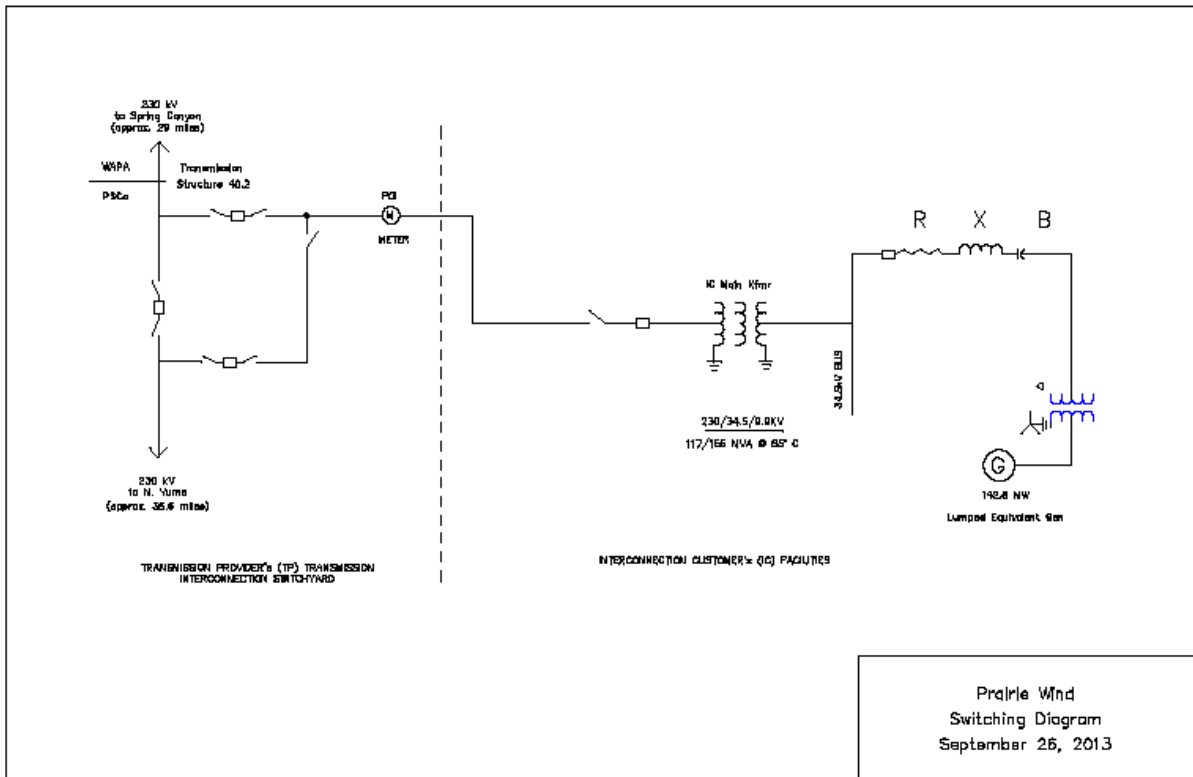 230 kV
to Spring Canyon
(approx. 29 miles)
WAPA
PSCo
Transmission
Structure 40.2
POI
M
METER
R X B
IC Main Xfmr
34.5KV BUS
230/34.5/9.9KV
117/156 MVA @ 65° C
G
142.6 MW
Lumped Equivalent Gen
230 kV
to N. Yuma
(approx. 35.6 miles)
TRANSMISSION PROVIDER's (TP) TRANSMISSION
INTERCONNECTION SWITCHYARD
INTERCONNECTION CUSTOMER's (IC) FACILITIES
Prairie Wind
Switching Diagram
September 26, 2013